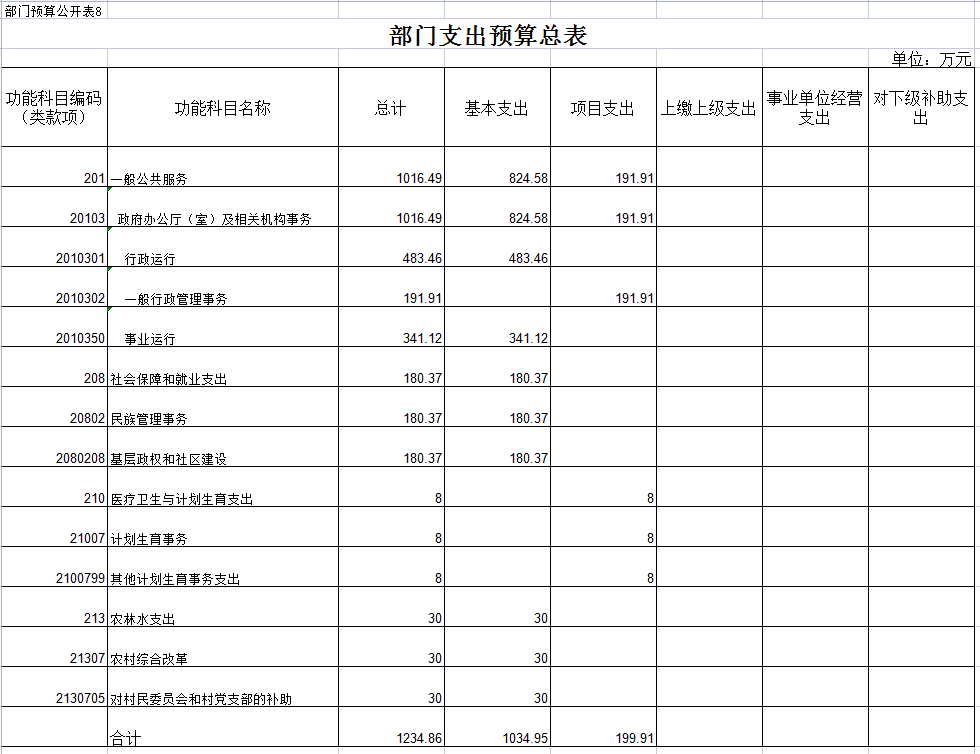 部门预算公开表8
部门支出预算总表
单位：万元
功能科目编码（类款项） 功能科目名称 总计 基本支出 项目支出 上缴上级支出 事业单位经营支出 对下级补助支出
201 一般公共服务 1016.49 824.58 191.91
20103 政府办公厅（室）及相关机构事务 1016.49 824.58 191.91
2010301 行政运行 483.46 483.46
2010302 一般行政管理事务 191.91 191.91
2010350 事业运行 341.12 341.12
208 社会保障和就业支出 180.37 180.37
20802 民族管理事务 180.37 180.37
2080208 基层政权和社区建设 180.37 180.37
210 医疗卫生与计划生育支出 8 8
21007 计划生育事务 8 8
2100799 其他计划生育事务支出 8 8
213 农林水支出 30 30
21307 农村综合改革 30 30
2130705 对村民委员会和村党支部的补助 30 30
合计 1234.86 1034.95 199.91